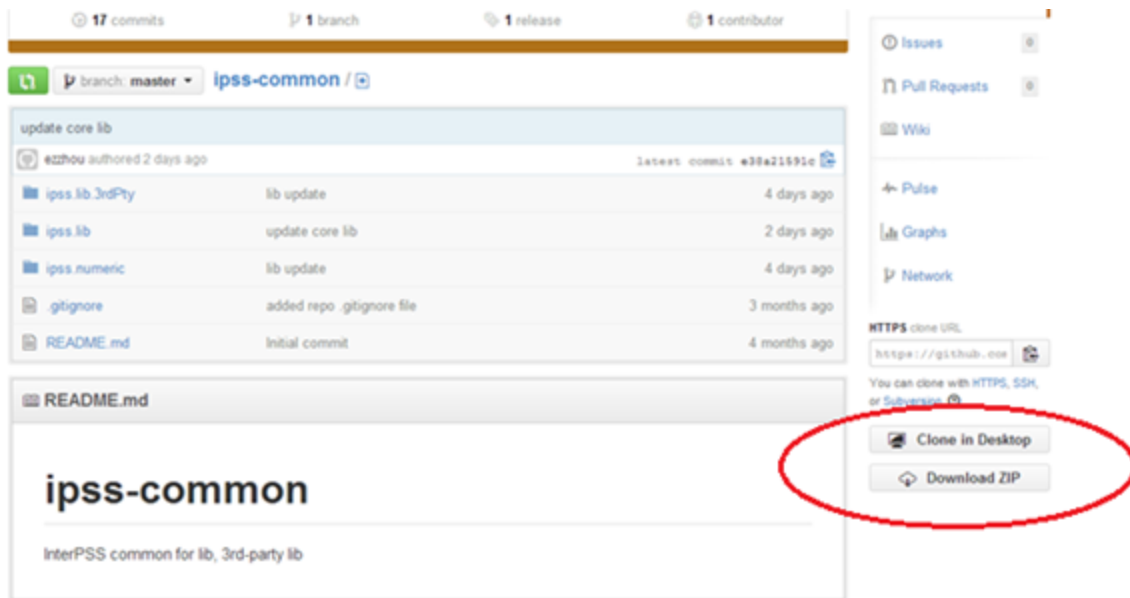 17 commits 1 branch 1 release 1 contributor
branch: master ipss-common /
update core lib
ezzhou authored 2 days ago latest commit e38a21591c
ipss.lib.3rdPty lib update 4 days ago
ipss.lib update core lib 2 days ago
ipss.numeric lib update 4 days ago
.gitignore added repo .gitignore file 3 months ago
README.md Initial commit 4 months ago
README.md
ipss-common
InterPSS common for lib, 3rd-party lib
Issues 0
Pull Requests 0
Wiki
Pulse
Graphs
Network
HTTPS clone URL
https://github.com
You can clone with HTTPS, SSH,
or Subversion.
Clone in Desktop
Download ZIP